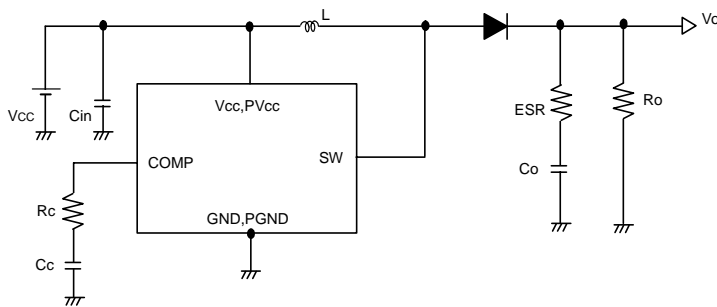 L
Vo
Vcc,PVcc
VCC
Cin
ESR
Ro
COMP
SW
Co
Rc
GND,PGND
Cc